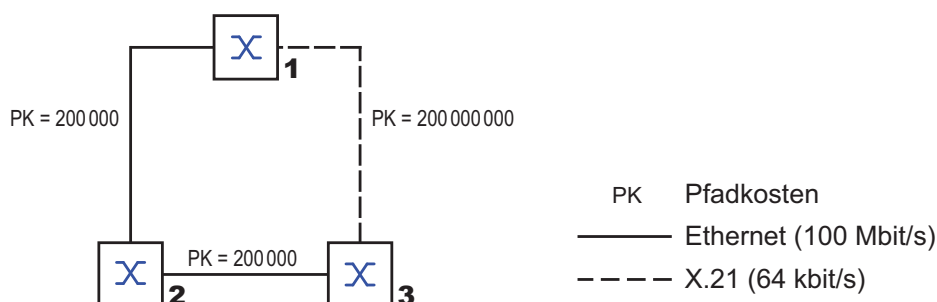 1
PK = 200 000
PK = 200 000 000
PK Pfadkosten
Ethernet (100 Mbit/s)
PK = 200 000
X.21 (64 kbit/s)
2
3